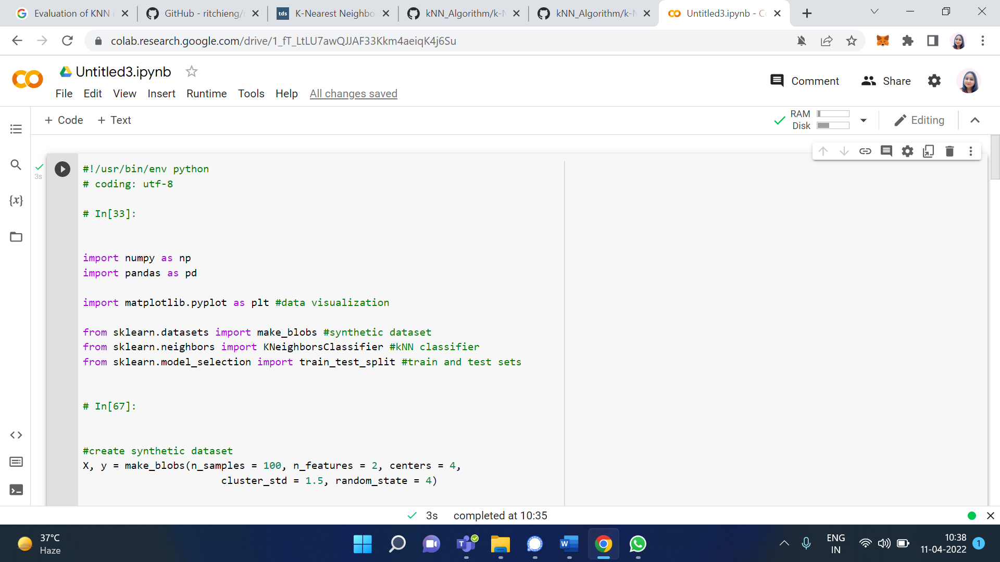 Evaluation of KNN
GitHub - ritchieng/
tds K-Nearest Neighbo
kNN_Algorithm/k-N
kNN_Algorithm/k-N
Untitled3.ipynb - Co
colab.research.google.com/drive/1_fT_LtLU7awQJJAF33Kkm4aeiqK4j6Su
Untitled3.ipynb
Comment Share
File Edit View Insert Runtime Tools Help All changes saved
+ Code + Text
RAM
Disk
Editing
3s
{x}
#!/usr/bin/env python
# coding: utf-8
# In[33]:
import numpy as np
import pandas as pd
import matplotlib.pyplot as plt #data visualization
from sklearn.datasets import make_blobs #synthetic dataset
from sklearn.neighbors import KNeighborsClassifier #kNN classifier
from sklearn.model_selection import train_test_split #train and test sets
# In[67]:
#create synthetic dataset
X, y = make_blobs(n_samples = 100, n_features = 2, centers = 4,
cluster_std = 1.5, random_state = 4)
3s completed at 10:35
37°C
Haze
T
W
ENG
IN
10:38
11-04-2022
1